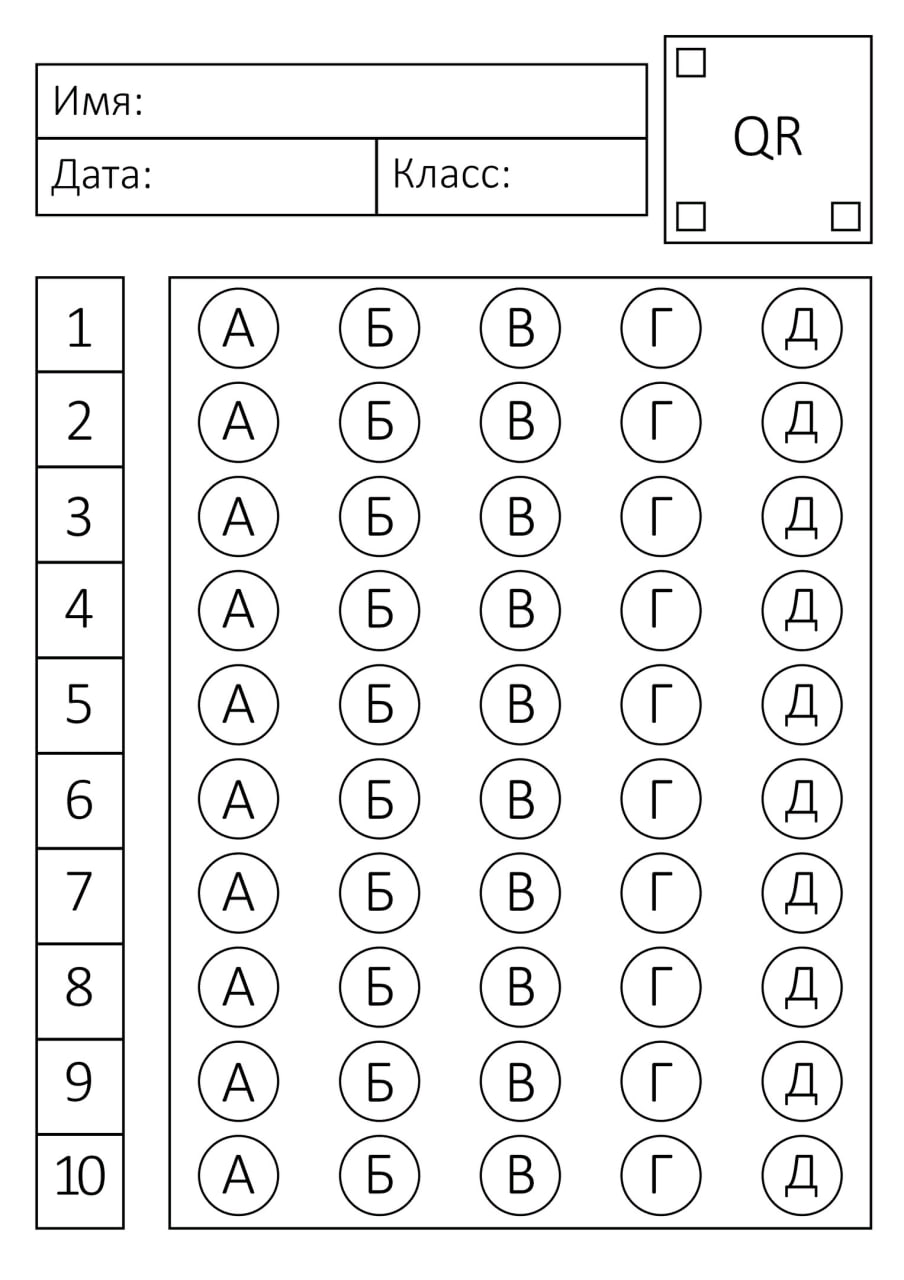 Имя:
QR
Дата: Класс:
1 А Б В Г Д
2 А Б В Г Д
3 А Б В Г Д
4 А Б В Г Д
5 А Б В Г Д
6 А Б В Г Д
7 А Б В Г Д
8 А Б В Г Д
9 А Б В Г Д
10 А Б В Г Д